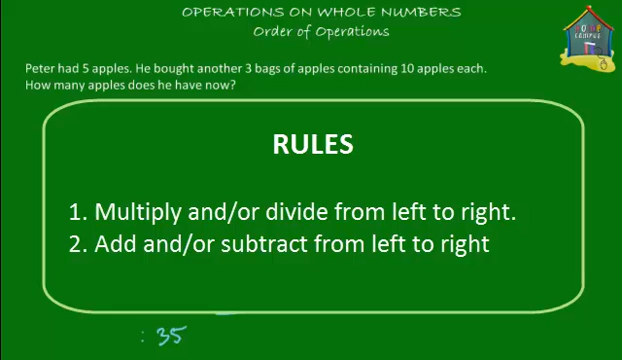 OPERATIONS ON WHOLE NUMBERS
Order of Operations
HOME
CAMPUS
Peter had 5 apples. He bought another 3 bags of apples containing 10 apples each.
How many apples does he have now?
RULES
1. Multiply and/or divide from left to right.
2. Add and/or subtract from left to right
: 35